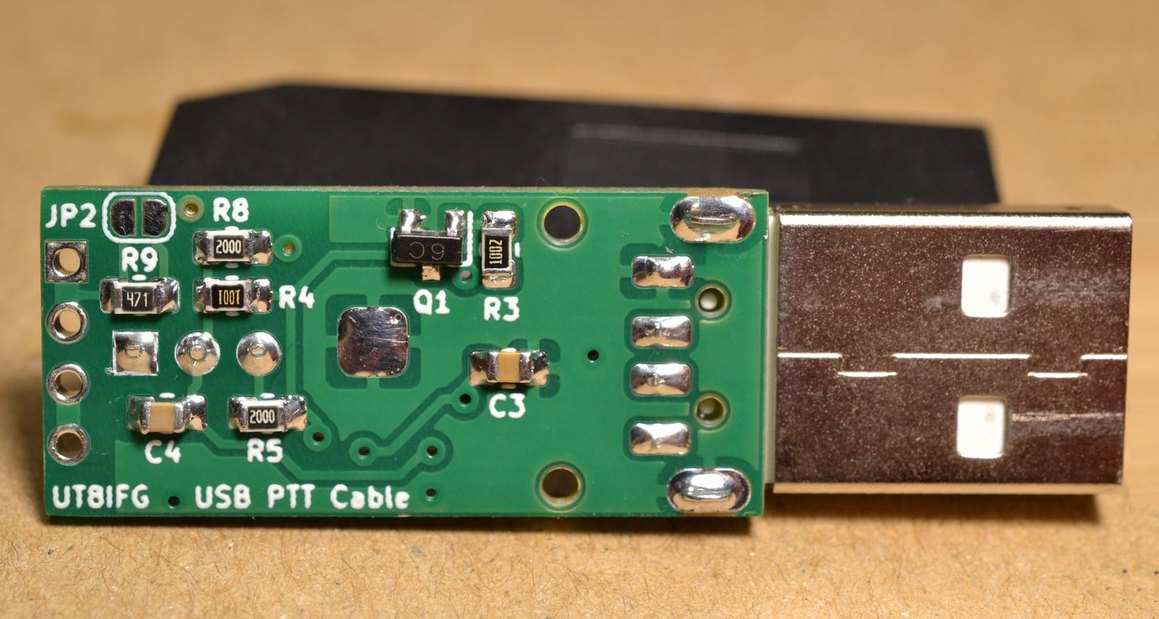 JP2
R8
2000
R9
471
1001
R4
6C
Q1
1002
R3
C3
C4
2000
R5
UT8IFG
USB PTT Cable